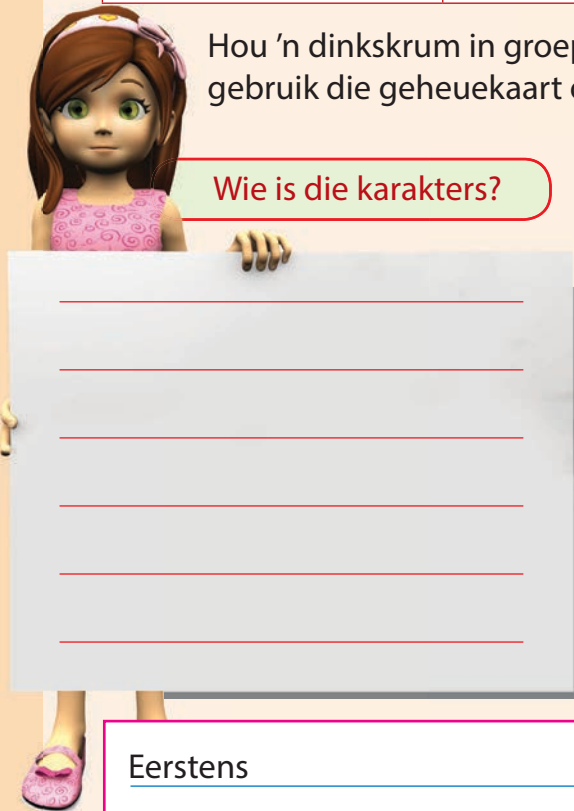 Hou 'n dinkskrum in groep
gebruik die geheuekaart
Wie is die karakters?
Eerstens